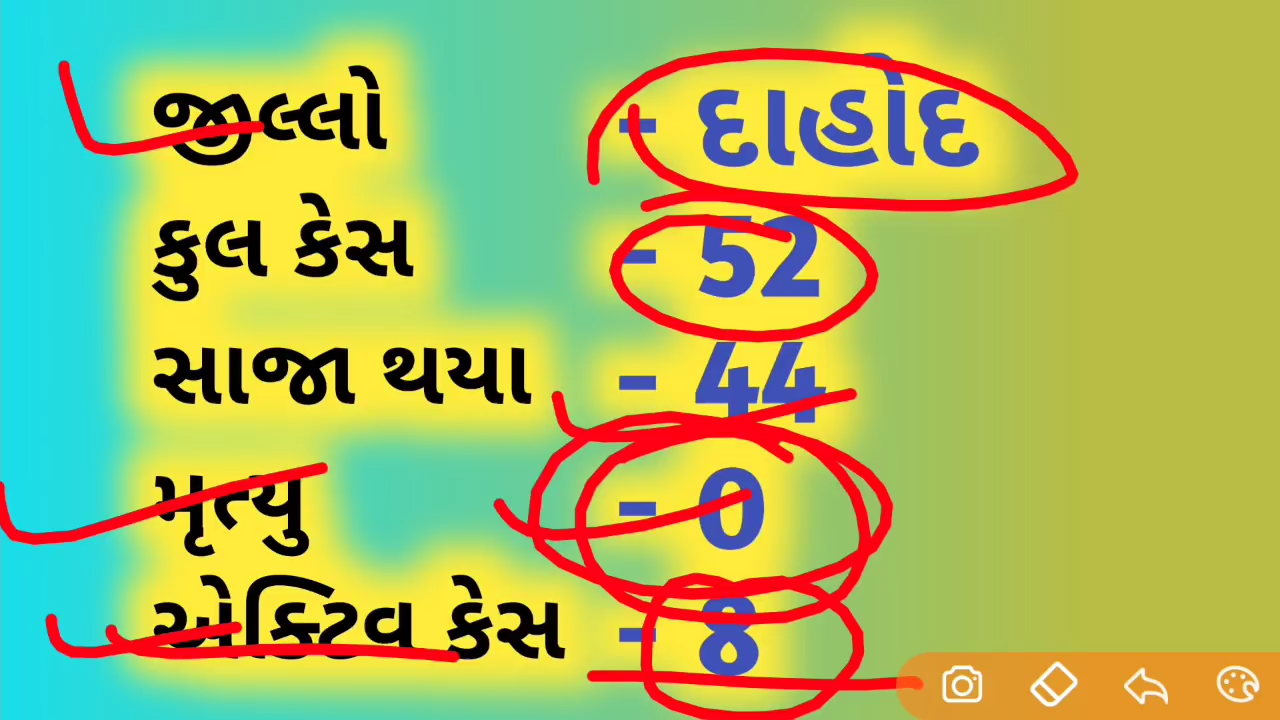 જીલ્લો - દાહોદ
કુલ કેસ - 52
સાજા થયા - 44
મૃત્યુ - 0
એક્ટિવ કેસ - 8